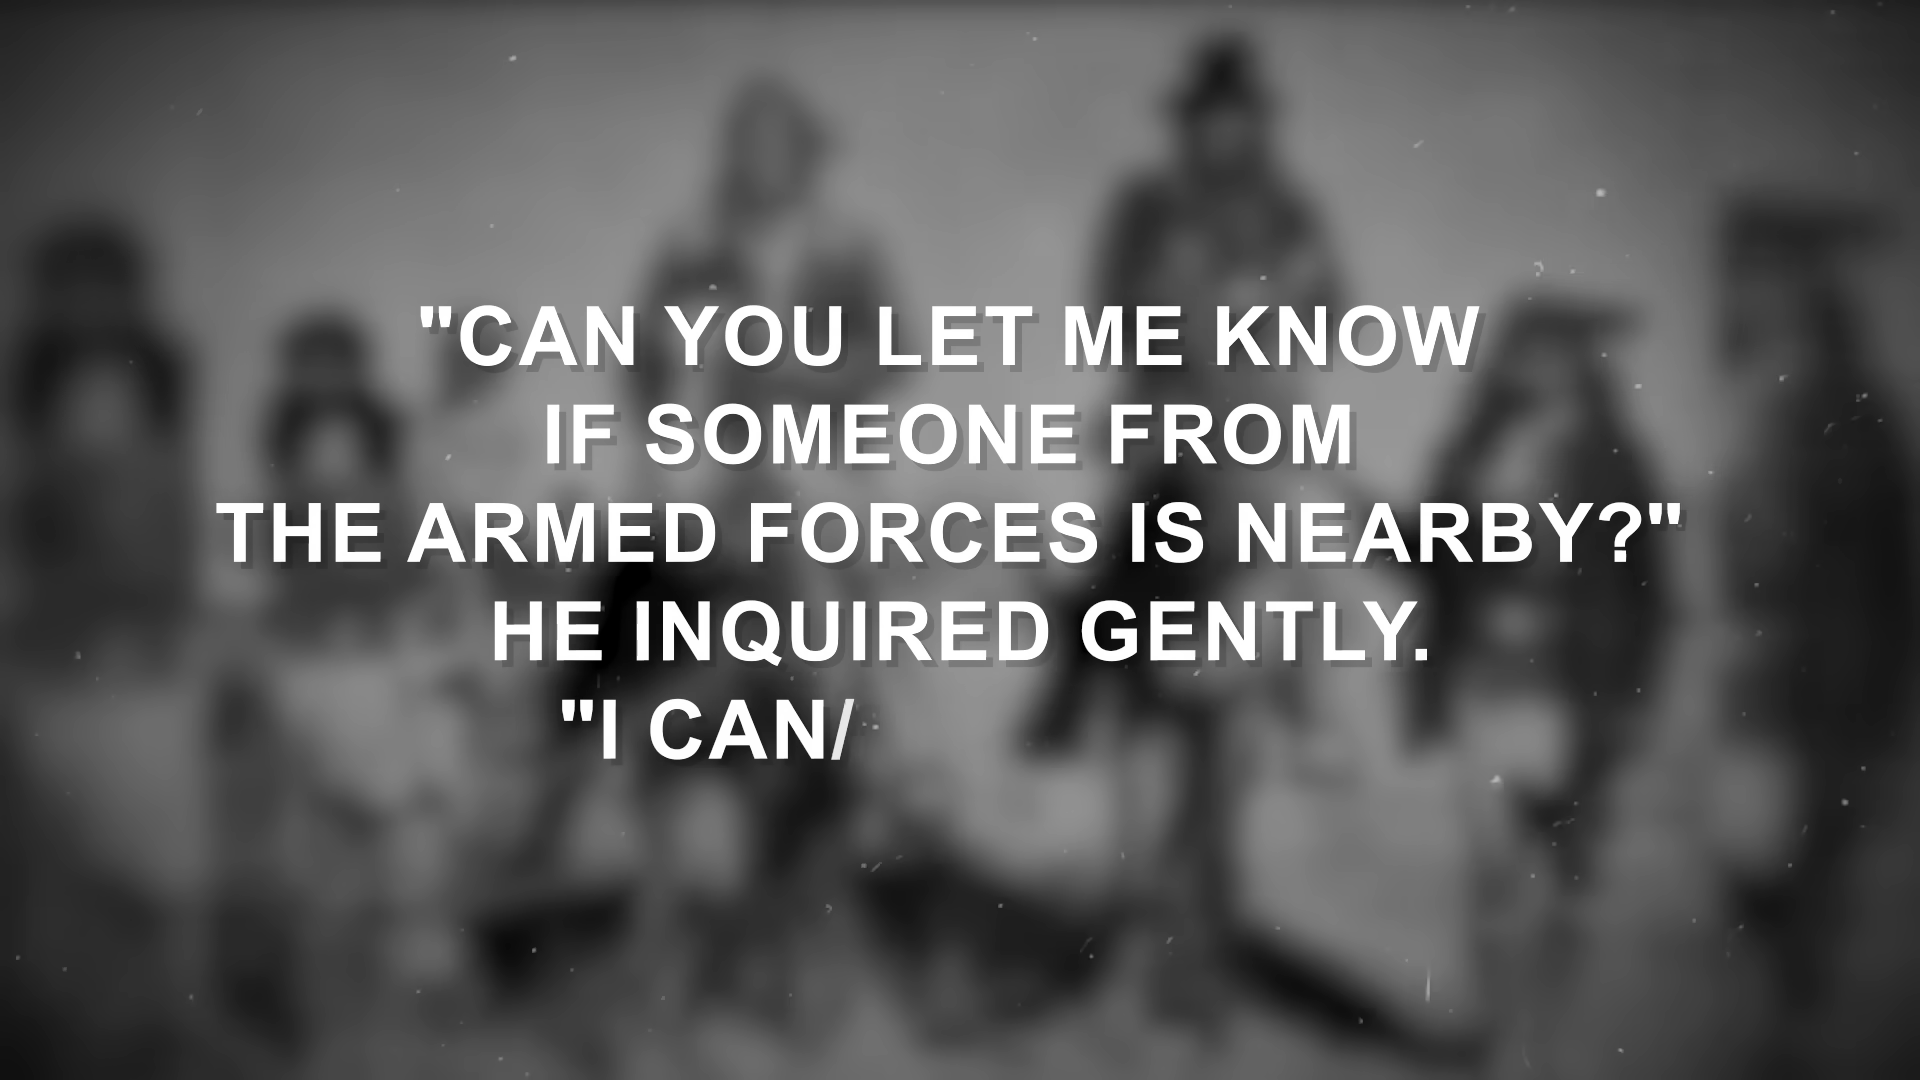 "CAN YOU LET ME KNOW
IF SOMEONE FROM
THE ARMED FORCES IS NEARBY?"
HE INQUIRED GENTLY.
"I CAN/